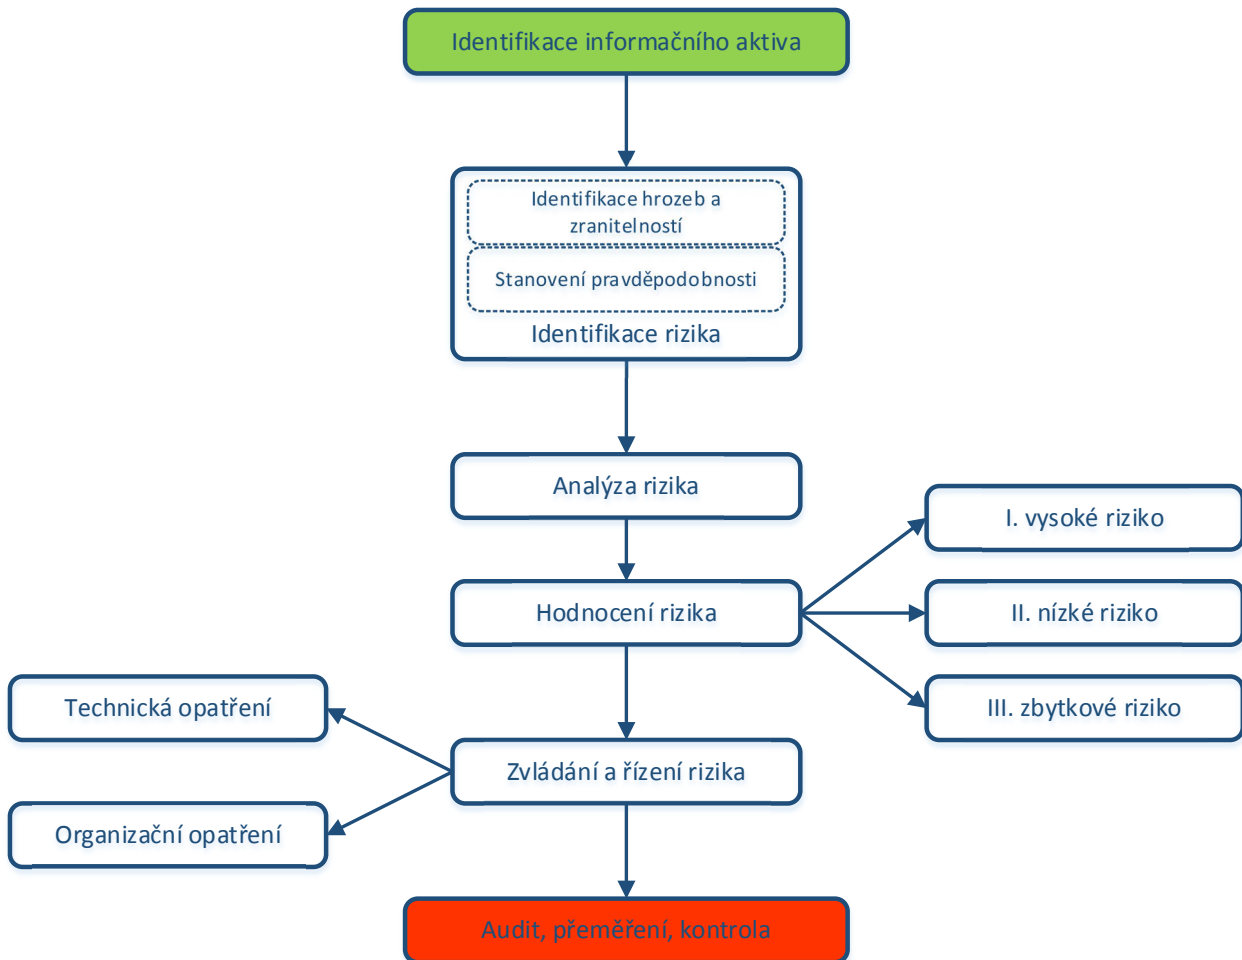 Identifikace informačního aktiva
Identifikace hrozeb a
zranitelností
Stanovení pravděpodobnosti
Identifikace rizika
Analýza rizika
I. vysoké riziko
Hodnocení rizika
II. nízké riziko
Technická opatření
III. zbytkové riziko
Zvládání a řízení rizika
Organizační opatření
Audit, přeměření, kontrola